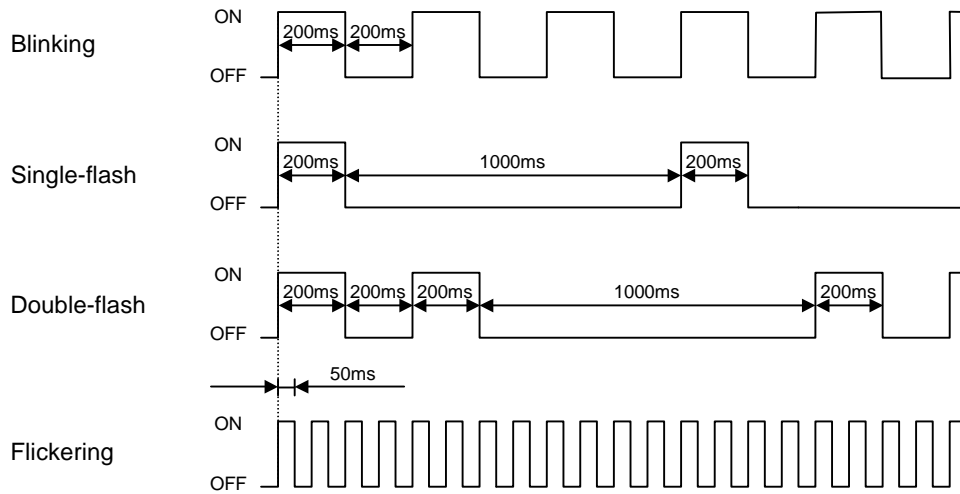 Blinking
ON
OFF
200ms 200ms
Single-flash
ON
OFF
200ms 1000ms 200ms
Double-flash
ON
OFF
200ms 200ms 200ms 1000ms 200ms
50ms
Flickering
ON
OFF